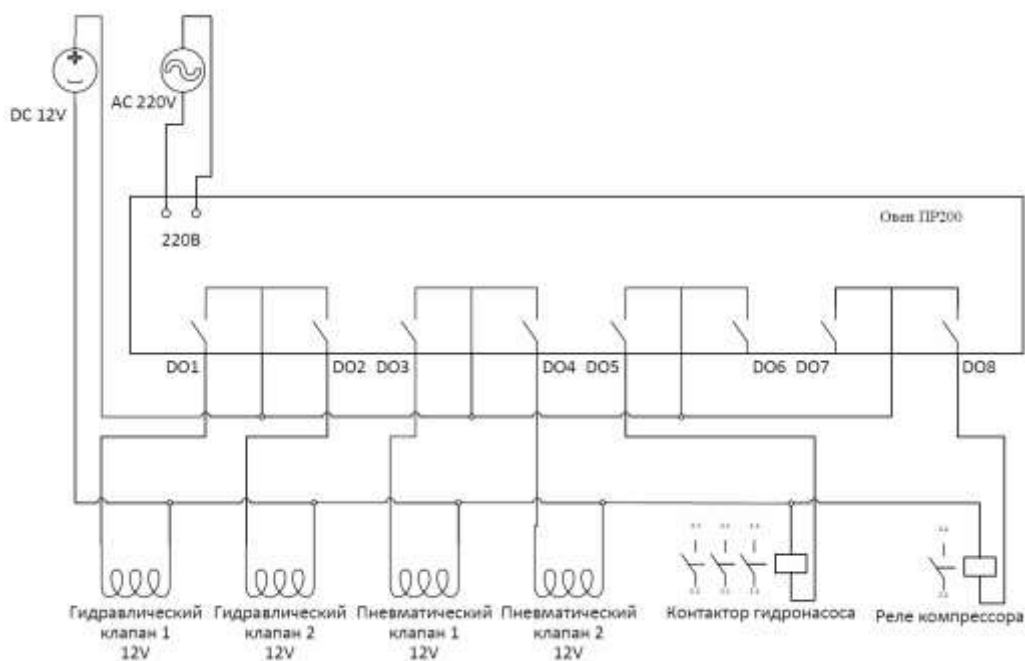 DC 12V
AC 220V
Овен ПР200
220В
DO1
DO2
DO3
DO4
DO5
DO6
DO7
DO8
Гидравлический
клапан 1
12V
Гидравлический
клапан 2
12V
Пневматический
клапан 1
12V
Пневматический
клапан 2
12V
Контактор гидронасоса
Реле компрессора